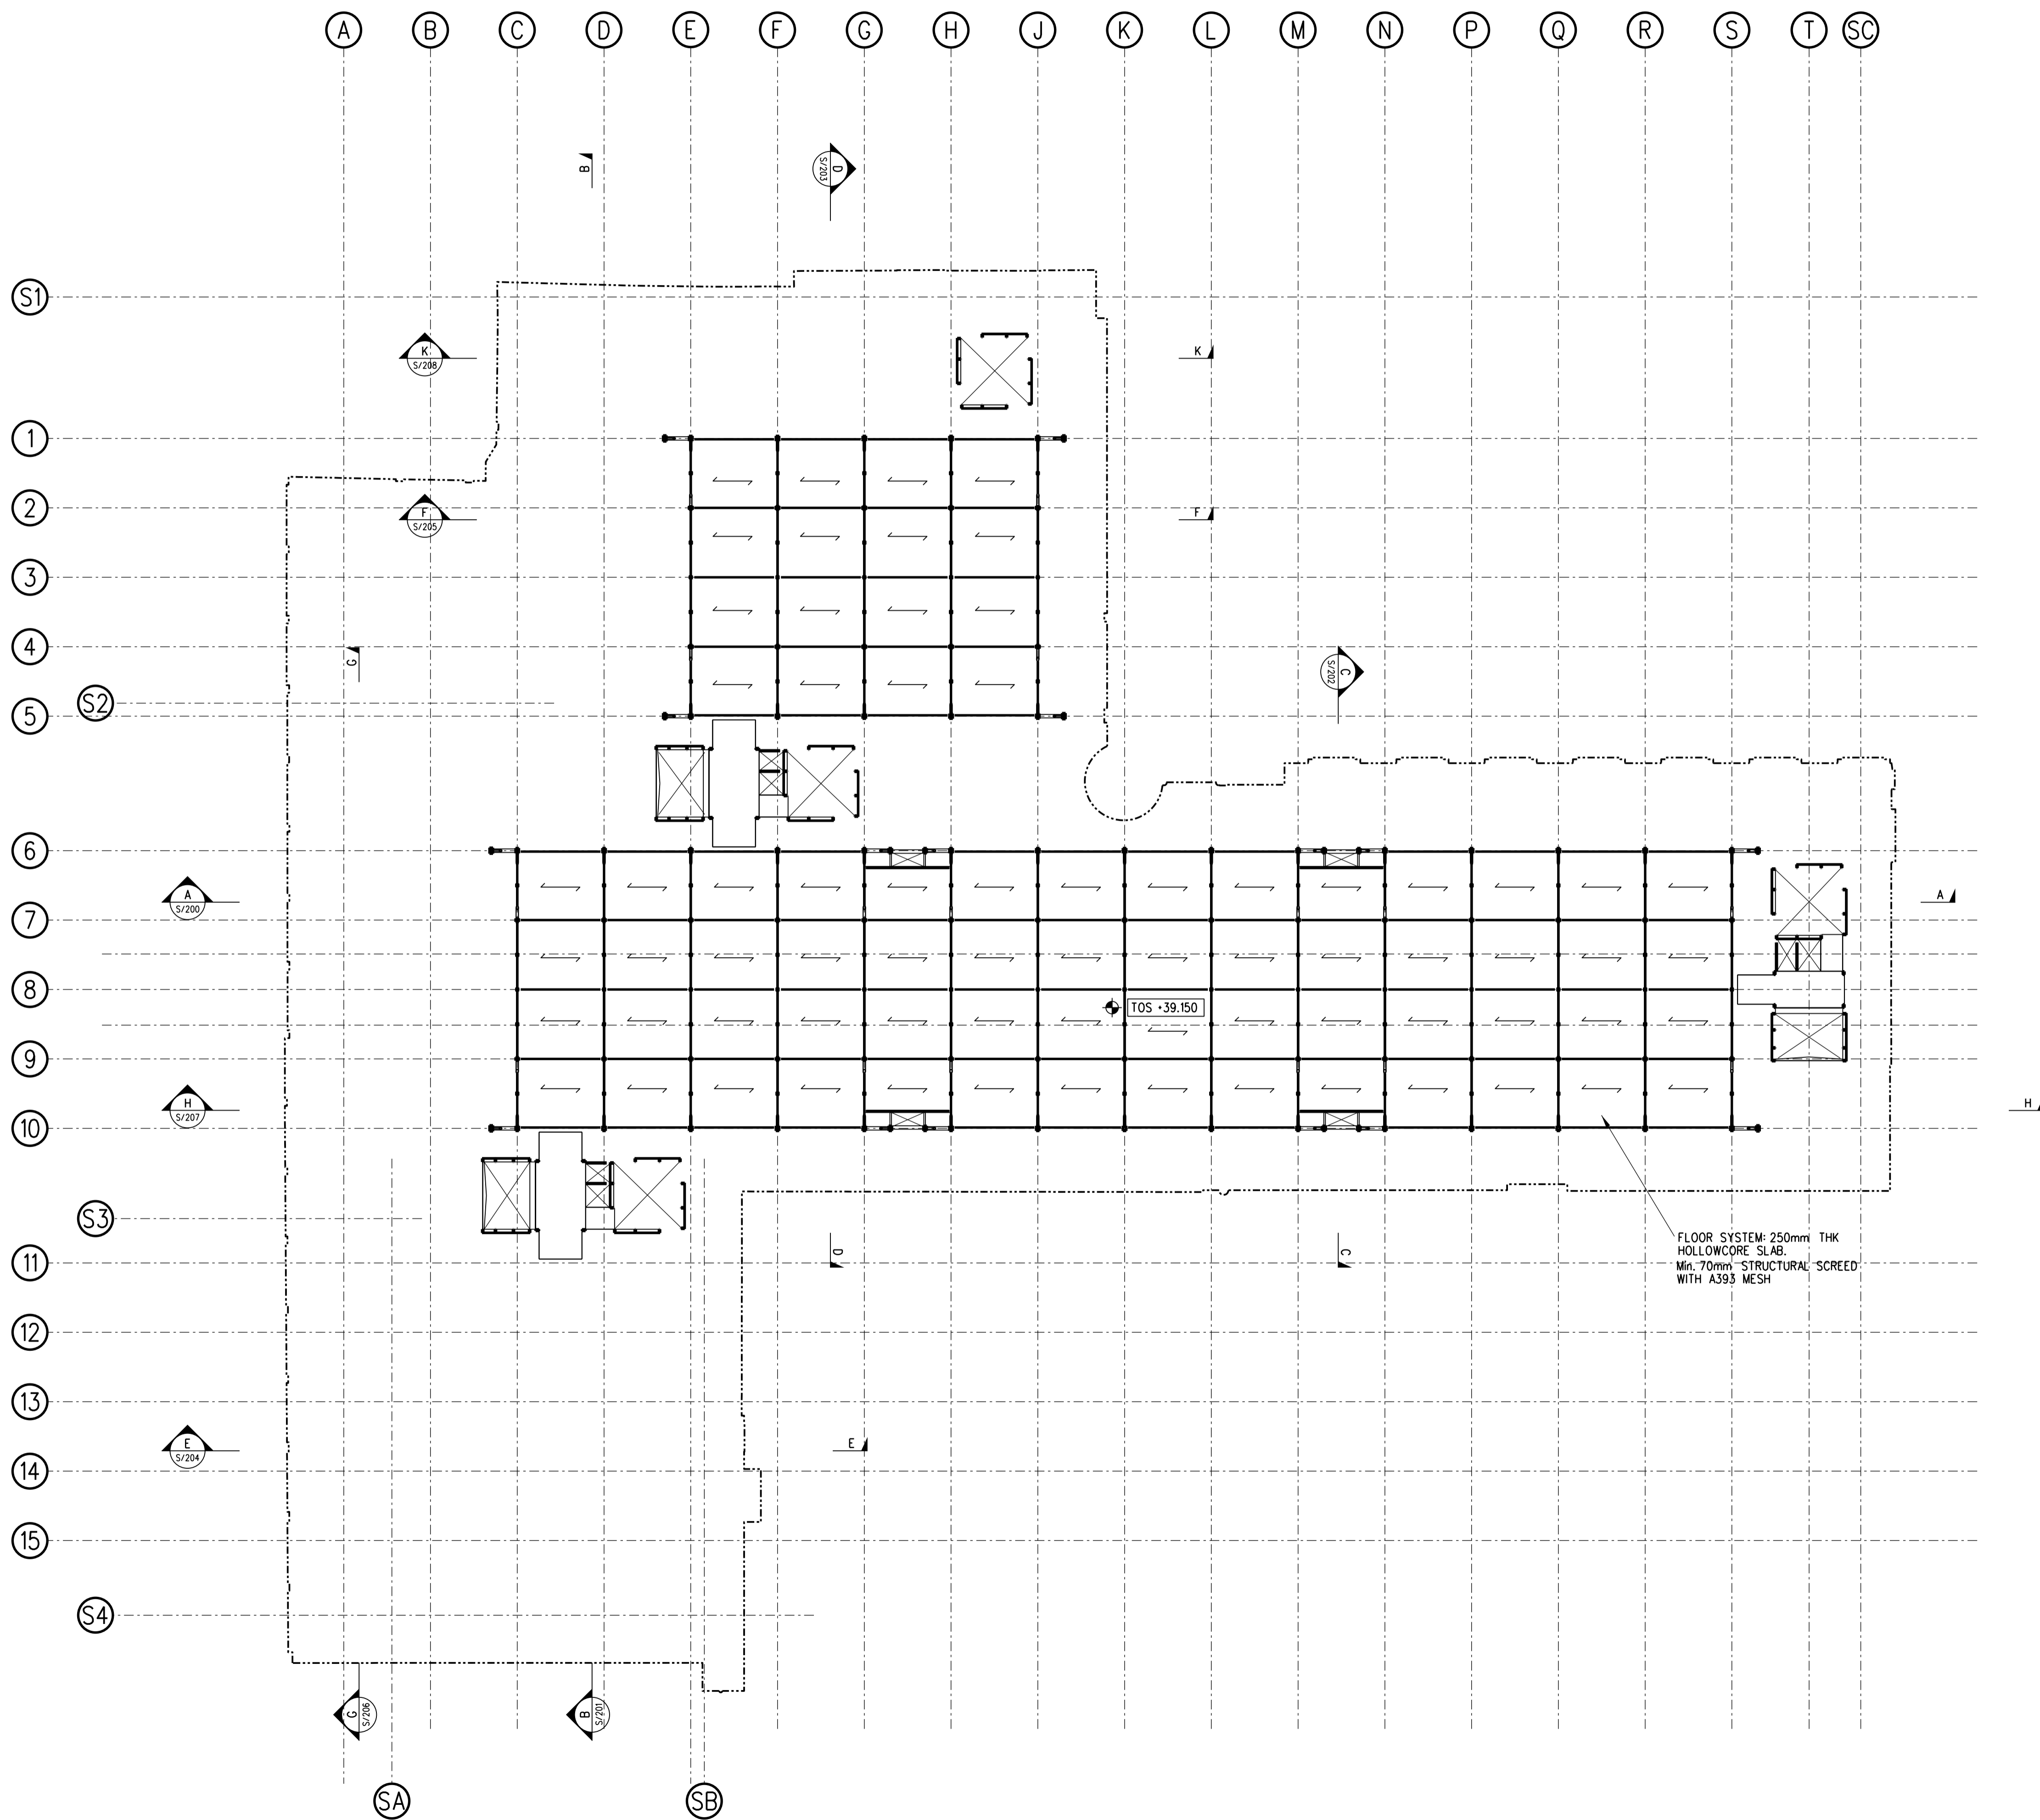 A B C D E F G H J K L M N P Q R S T SC
B
D
S/203
S1
K
S/208
K
1
F
S/205
F
2
3
4
G
C
S/202
S2
5
6
A
S/200
A
7
8
TOS +39.150
9
H
S/207
H
10
S3
D
C
FLOOR SYSTEM: 250mm THK
HOLLOWCORE SLAB.
Min. 70mm STRUCTURAL SCREED
WITH A393 MESH
11
12
13
E
S/204
E
14
15
S4
G
S/206
B
S/201
SA SB